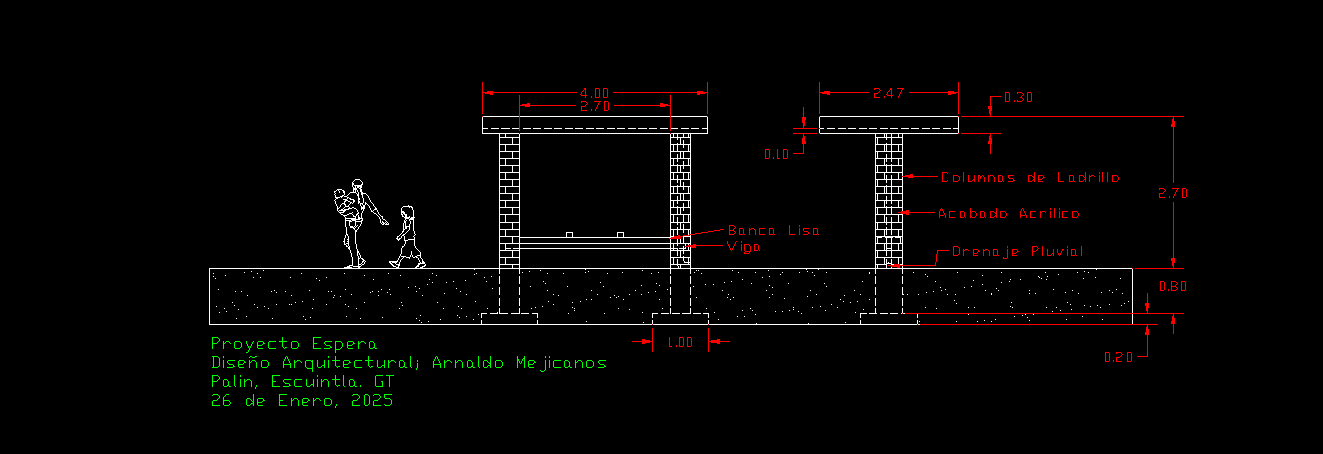 4.00
2.70
2.47
0.30
0.10
Columnas de Ladrillo
2.70
Acabado Acrilico
Banca Lisa
Viga
Drenaje Pluvial
0.80
1.00
0.20
Proyecto Espera
Diseño Arquitectural; Arnaldo Mejicanos
Palin, Escuintla. GT
26 de Enero, 2025